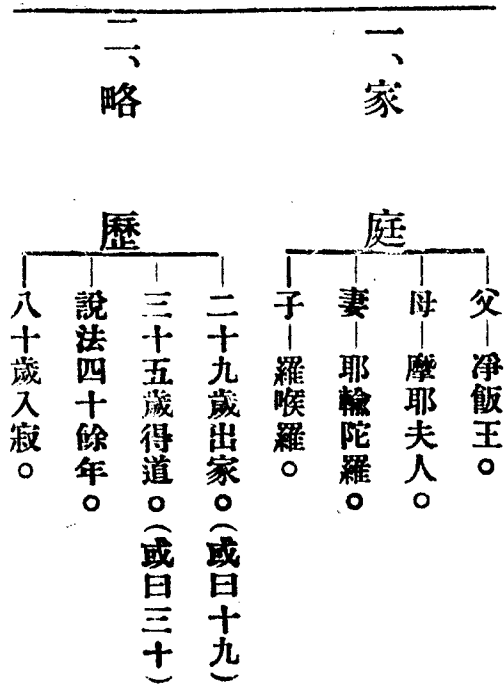 一、家庭
父─淨飯王。
母─摩耶夫人。
妻─耶輸陀羅。
子─羅喉羅。
二、略歷
二十九歲出家。(或曰十九)
三十五歲得道。(或曰三十)
說法四十餘年。
八十歲入寂。